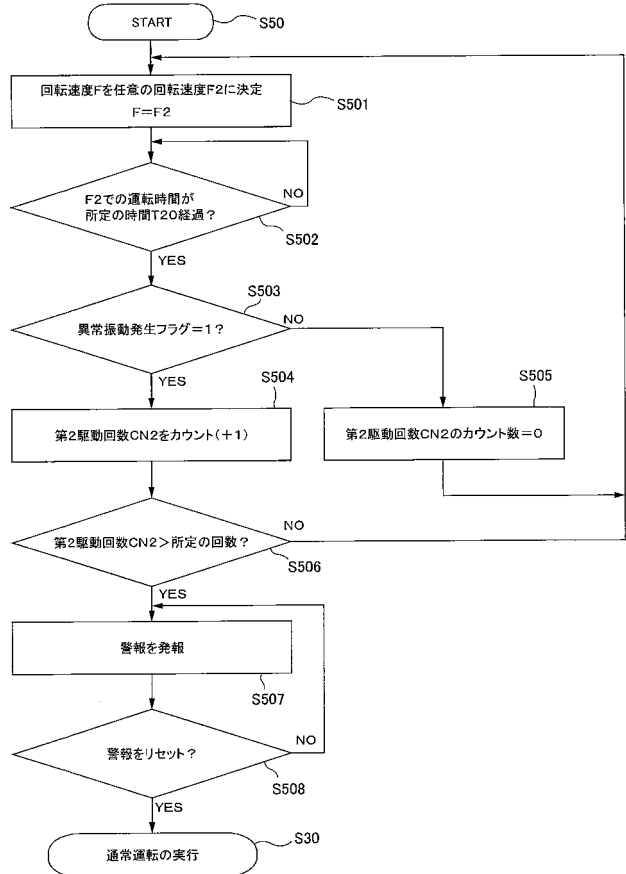 START
S50
回転速度Fを任意の回転速度F2に決定
F=F2
S501
F2での運転時間が
所定の時間T20経過?
NO
S502
YES
S503
異常振動発生フラグ=1?
NO
YES
S504
第2駆動回数CN2をカウント(+1)
S505
第2駆動回数CN2のカウント数=0
第2駆動回数CN2>所定の回数?
NO
S506
YES
警報を発報
S507
警報をリセット?
NO
S508
YES
通常運転の実行
S30